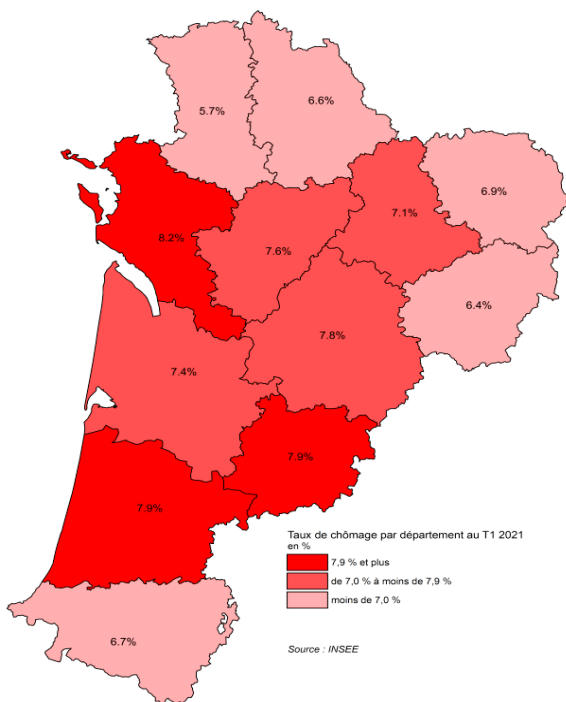 5.7%
6.6%
6.9%
7.1%
8.2%
7.6%
6.4%
7.8%
7.4%
7.9%
7.9%
6.7%
Taux de chômage par département au T1 2021
en %
7,9 % et plus
de 7,0 % à moins de 7,9 %
moins de 7,0 %
Source : INSEE